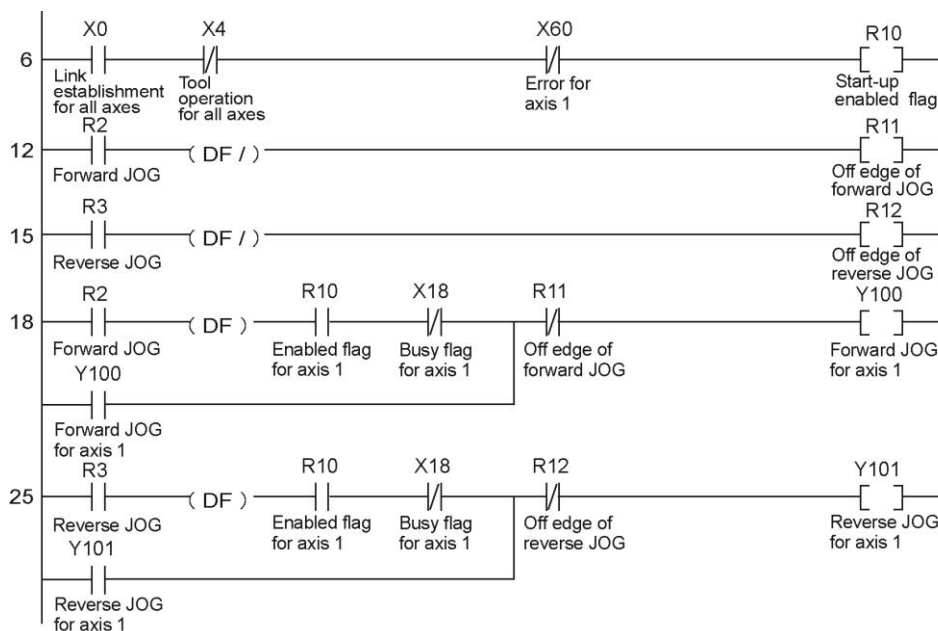 X0 X4 X60 R10
6
Link establishment for all axes
Tool operation for all axes
Error for axis 1
Start-up enabled flag
R2 R11
12 ( DF / )
Forward JOG
Off edge of forward JOG
R3 R12
15 ( DF / )
Reverse JOG
Off edge of reverse JOG
R2 R10 X18 R11 Y100
18 ( DF )
Forward JOG
Enabled flag for axis 1
Busy flag for axis 1
Off edge of forward JOG
Forward JOG for axis 1
Y100
Forward JOG for axis 1
R3 R10 X18 R12 Y101
25 ( DF )
Reverse JOG
Enabled flag for axis 1
Busy flag for axis 1
Off edge of reverse JOG
Reverse JOG for axis 1
Y101
Reverse JOG for axis 1